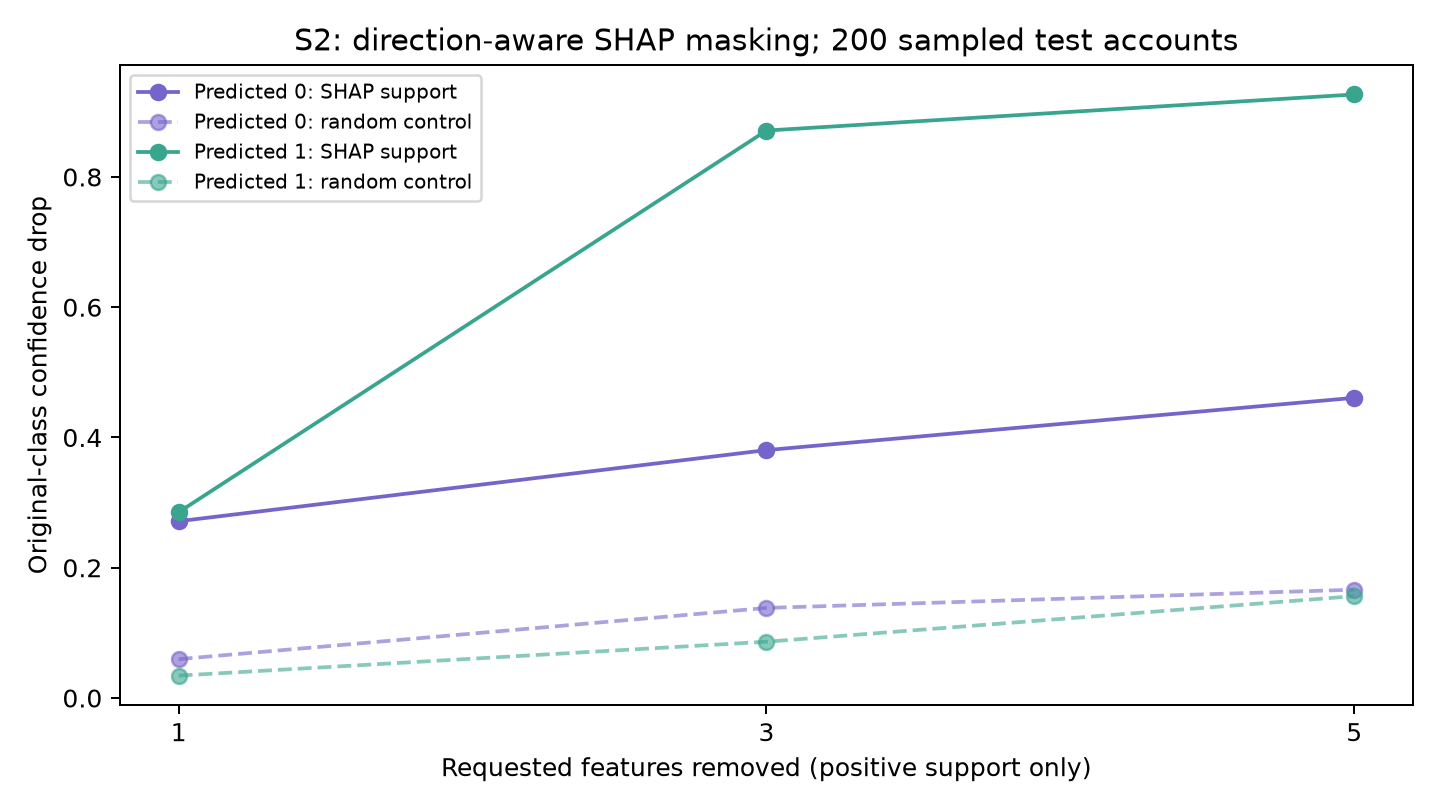 S2: direction-aware SHAP masking; 200 sampled test accounts
Predicted 0: SHAP support
Predicted 0: random control
Predicted 1: SHAP support
Predicted 1: random control
Original-class confidence drop
0.8
0.6
0.4
0.2
0.0
1
3
5
Requested features removed (positive support only)